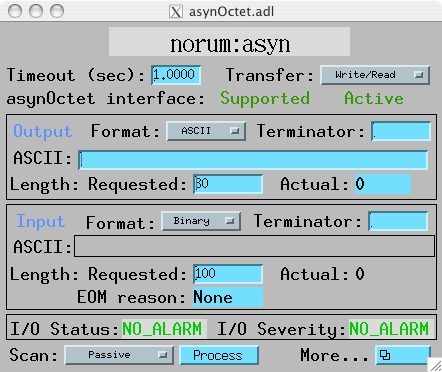 asynOctet.adl
norum:asyn
Timeout (sec): 1.0000 Transfer: Write/Read
asynOctet interface: Supported Active
Output Format: ASCII Terminator:
ASCII:
Length: Requested: 80 Actual: 0
Input Format: Binary Terminator:
ASCII:
Length: Requested: 100 Actual: 0
EOM reason: None
I/O Status: NO_ALARM I/O Severity: NO_ALARM
Scan: Passive Process More...